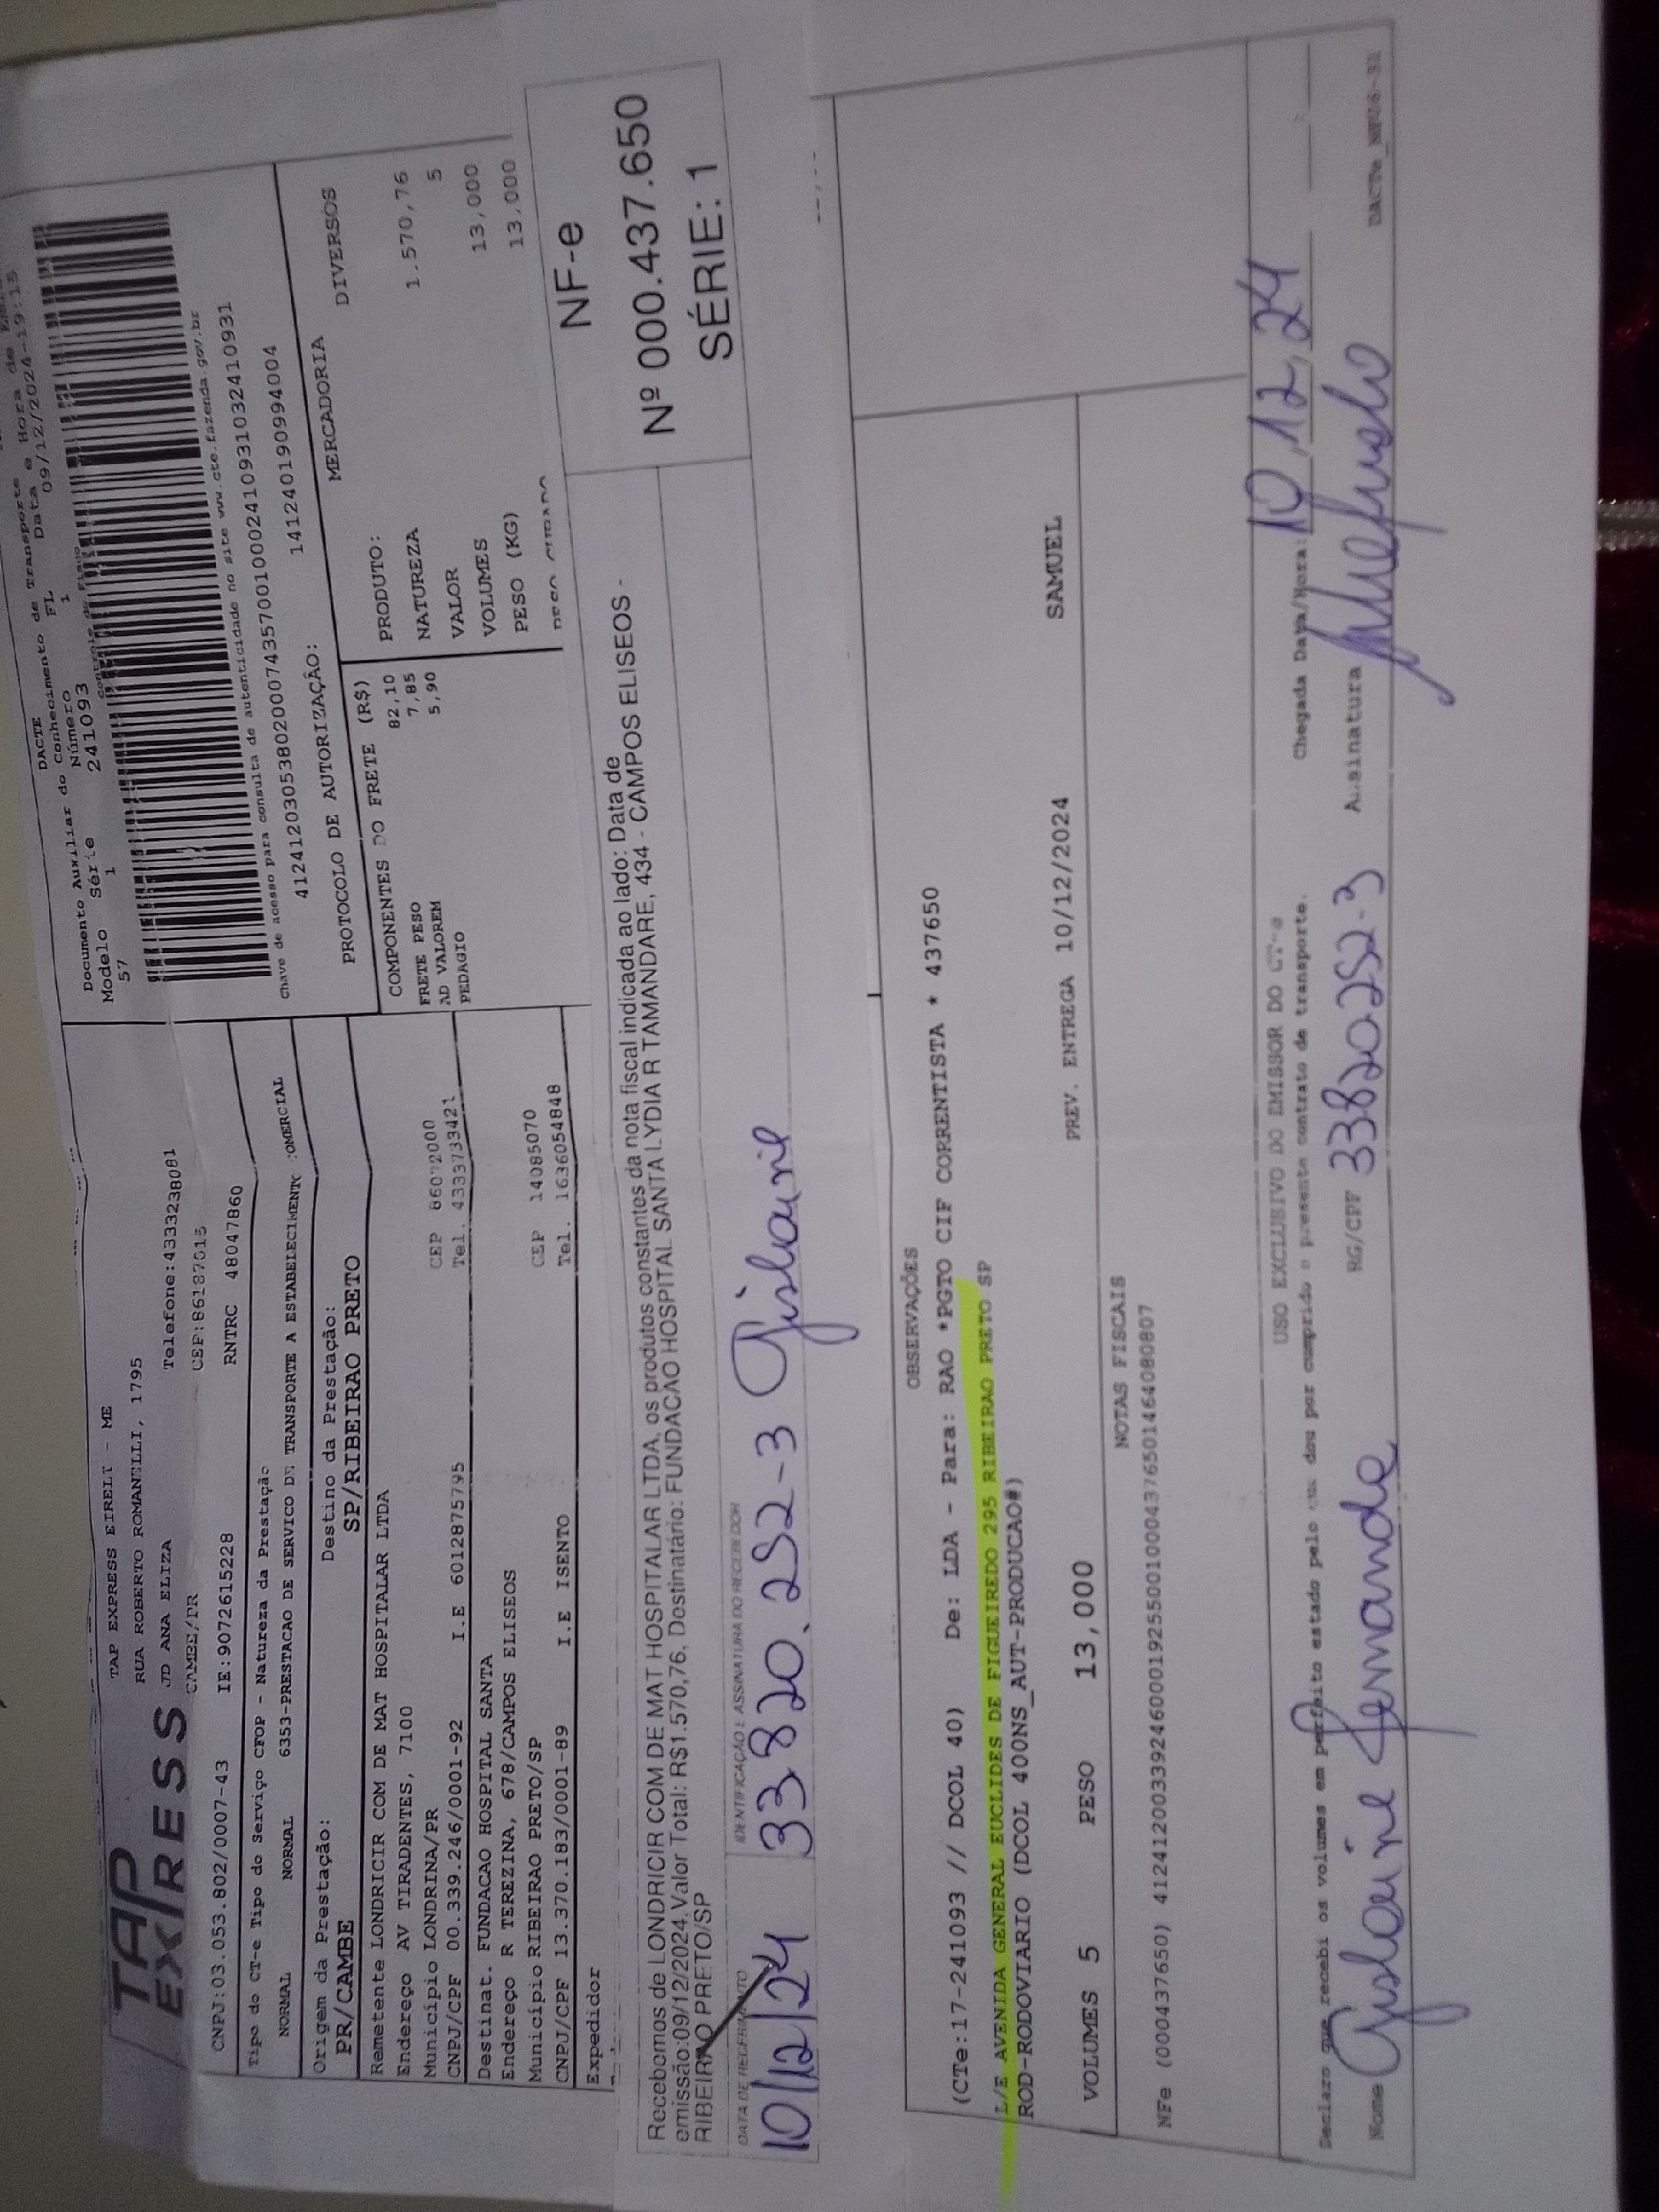 TAP EXPRESS
TAP EXPRESS EIRELI - ME
RUA ROBERTO ROMANELLI, 1795
JD ANA ELIZA Telefone:4333238081
CAMBE/PR CEP:86187015
CNPJ:03.053.802/0007-43 IE:9072615228 RNTRC 48047860
Tipo do CT-e Tipo do Serviço CFOP - Natureza da Prestação
NORMAL NORMAL 6353-PRESTACAO DE SERVICO DE TRANSPORTE A ESTABELECIMENTO COMERCIAL
Origem da Prestação: Destino da Prestação:
PR/CAMBE SP/RIBEIRAO PRETO
Remetente LONDRICIR COM DE MAT HOSPITALAR LTDA
Endereço AV TIRADENTES, 7100
Município LONDRINA/PR CEP
CNPJ/CPF 00.339.246/0001-92 I.E 6012875795 Tel. 4333733421
Destinat. FUNDACAO HOSPITAL SANTA
Endereço R TEREZINA, 678/CAMPOS ELISEOS
Município RIBEIRAO PRETO/SP CEP 14085070
CNPJ/CPF 13.370.183/0001-89 I.E ISENTO Tel. 1636054848
Expedidor
DACTE
Documento Auxiliar do Conhecimento de Transporte
Modelo Série Número FL Data e Hora de
57 1 241093 1 09/12/2024-19:15
Controle do Fisco
Chave de acesso para consulta de autenticidade no site www.cte.fazenda.gov.br
41241203053802000743570010002410931032410931
PROTOCOLO DE AUTORIZAÇÃO: 141240190994004
COMPONENTES DO FRETE (R$)
FRETE PESO 82,10
AD VALOREM 7,85
PEDAGIO 5,90
MERCADORIA
PRODUTO: DIVERSOS
NATUREZA
VALOR 1.570,76
VOLUMES 5
PESO (KG) 13,000
13,000
Recebemos de LONDRICIR COM DE MAT HOSPITALAR LTDA, os produtos constantes da nota fiscal indicada ao lado: Data de
emissão:09/12/2024, Valor Total: R$1.570,76, Destinatário: FUNDACAO HOSPITAL SANTA LYDIA R TAMANDARE, 434 - CAMPOS ELISEOS -
RIBEIRAO PRETO/SP
NF-e
Nº 000.437.650
SÉRIE: 1
DATA DE RECEBIMENTO IDENTIFICAÇÃO E ASSINATURA DO RECEBEDOR
10/12/24 33.820.252-3 Gislaine
OBSERVAÇÕES
(CTe:17-241093 // DCOL 40) De: LDA - Para: RAO *PGTO CIF CORRENTISTA * 437650
L/E AVENIDA GENERAL EUCLIDES DE FIGUEIREDO 295 RIBEIRAO PRETO SP
ROD-RODOVIARIO (DCOL 400NS_AUT-PRODUCAO#)
VOLUMES 5 PESO 13,000 PREV. ENTREGA 10/12/2024 SAMUEL
NOTAS FISCAIS
NFe (000437650) 41241200339246000192550010004376501464080807
USO EXCLUSIVO DO EMISSOR DO CT-e
Declaro que recebi os volumes em perfeito estado pelo que dou por cumprido o presente contrato de transporte. Chegada Data/Hora: 10,12,24
Nome Gislaine Fernande RG/CPF 33820252-3 Assinatura